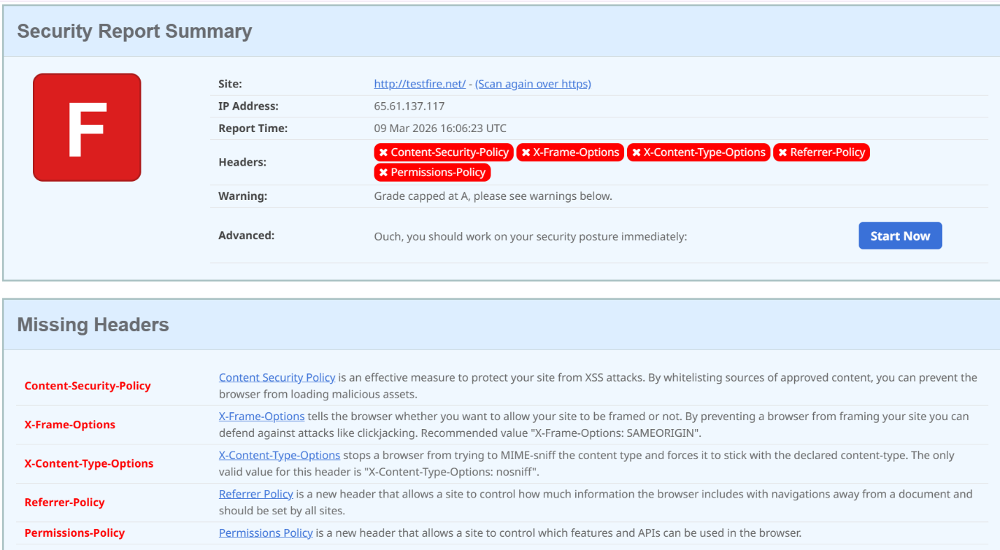 Security Report Summary
F
Site: http://testfire.net/ - (Scan again over https)
IP Address: 65.61.137.117
Report Time: 09 Mar 2026 16:06:23 UTC
Headers: ✖ Content-Security-Policy ✖ X-Frame-Options ✖ X-Content-Type-Options ✖ Referrer-Policy
✖ Permissions-Policy
Warning: Grade capped at A, please see warnings below.
Advanced: Ouch, you should work on your security posture immediately: Start Now
Missing Headers
Content-Security-Policy Content Security Policy is an effective measure to protect your site from XSS attacks. By whitelisting sources of approved content, you can prevent the
browser from loading malicious assets.
X-Frame-Options X-Frame-Options tells the browser whether you want to allow your site to be framed or not. By preventing a browser from framing your site you can
defend against attacks like clickjacking. Recommended value "X-Frame-Options: SAMEORIGIN".
X-Content-Type-Options X-Content-Type-Options stops a browser from trying to MIME-sniff the content type and forces it to stick with the declared content-type. The only
valid value for this header is "X-Content-Type-Options: nosniff".
Referrer-Policy Referrer Policy is a new header that allows a site to control how much information the browser includes with navigations away from a document and
should be set by all sites.
Permissions-Policy Permissions Policy is a new header that allows a site to control which features and APIs can be used in the browser.